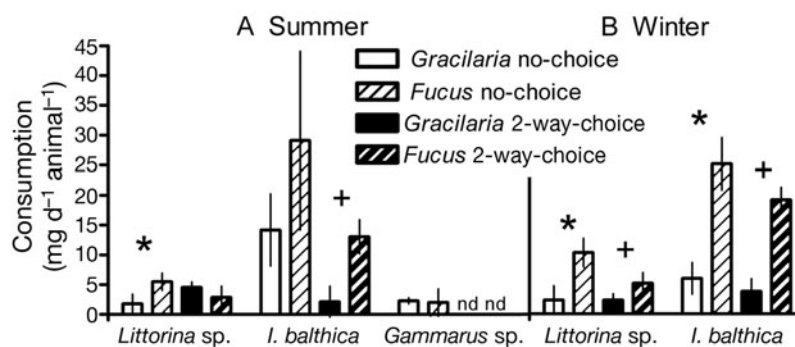 A Summer
B Winter
Consumption
(mg d⁻¹ animal⁻¹)
45
40
35
30
25
20
15
10
5
0
Gracilaria no-choice
Fucus no-choice
Gracilaria 2-way-choice
Fucus 2-way-choice
*
+
*
+
*
+
nd nd
Littorina sp.
I. balthica
Gammarus sp.
Littorina sp.
I. balthica